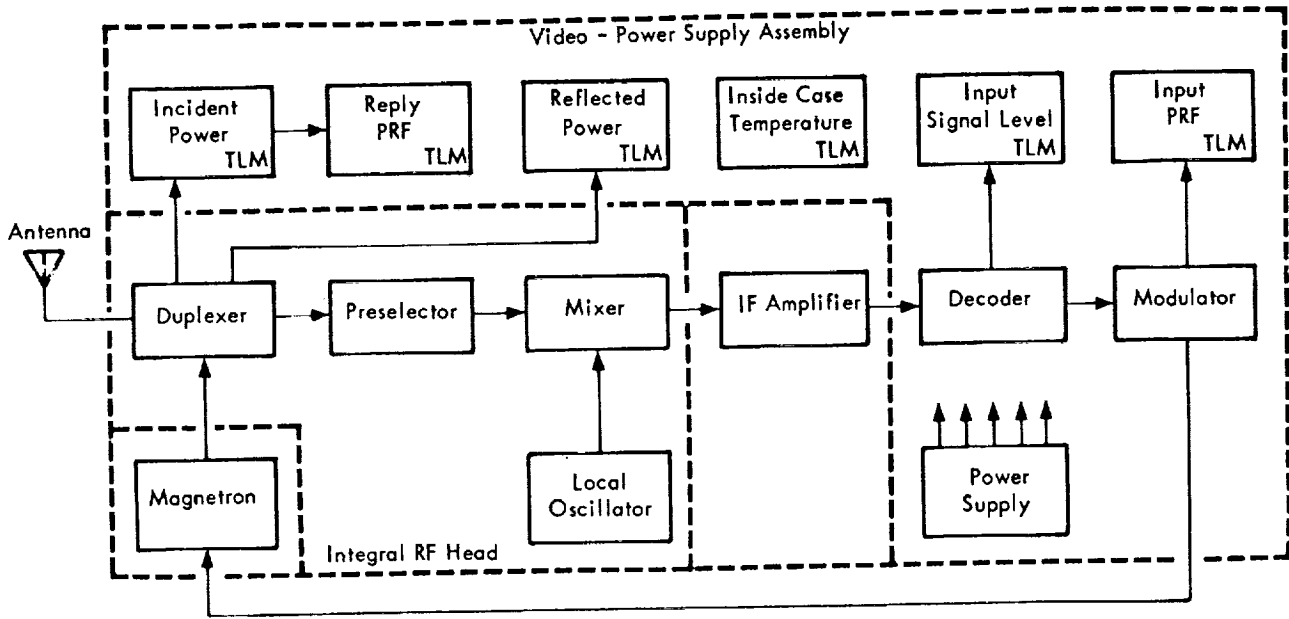 Video - Power Supply Assembly
Incident
Power
TLM
Reply
PRF
TLM
Reflected
Power
TLM
Inside Case
Temperature
TLM
Input
Signal Level
TLM
Input
PRF
TLM
Antenna
Duplexer
Preselector
Mixer
IF Amplifier
Decoder
Modulator
Magnetron
Local
Oscillator
Power
Supply
Integral RF Head